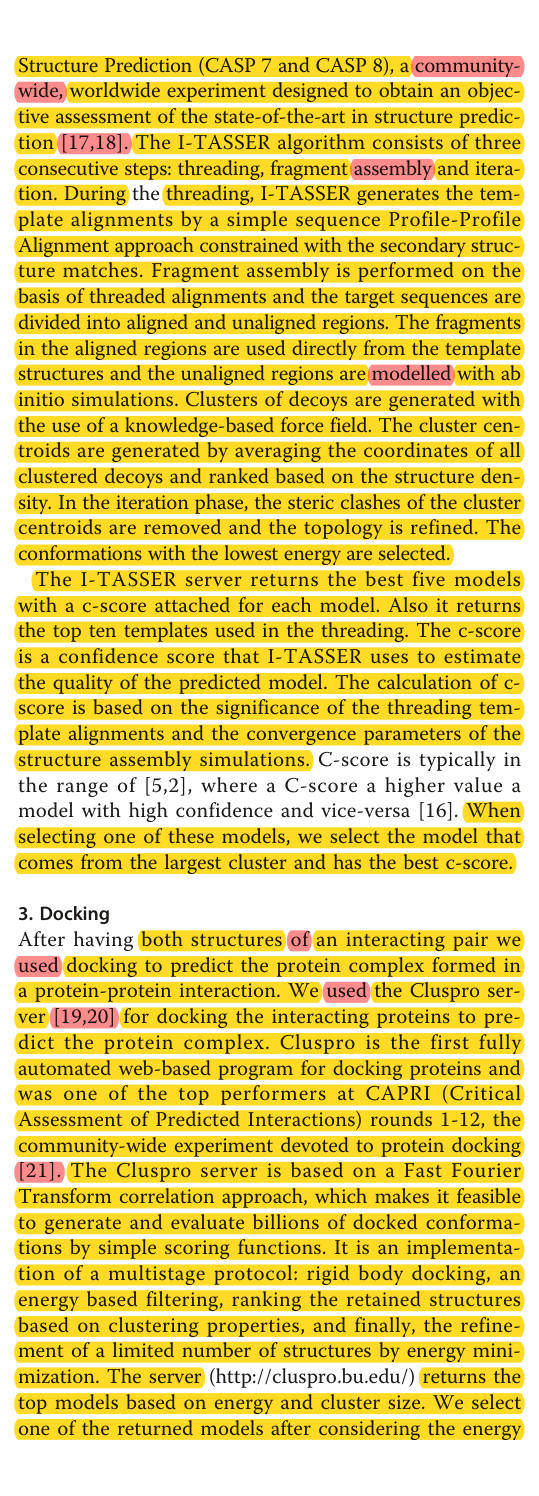 Structure Prediction (CASP 7 and CASP 8), a community-
wide, worldwide experiment designed to obtain an objec-
tive assessment of the state-of-the-art in structure predic-
tion [17,18]. The I-TASSER algorithm consists of three
consecutive steps: threading, fragment assembly and itera-
tion. During the threading, I-TASSER generates the tem-
plate alignments by a simple sequence Profile-Profile
Alignment approach constrained with the secondary struc-
ture matches. Fragment assembly is performed on the
basis of threaded alignments and the target sequences are
divided into aligned and unaligned regions. The fragments
in the aligned regions are used directly from the template
structures and the unaligned regions are modelled with ab
initio simulations. Clusters of decoys are generated with
the use of a knowledge-based force field. The cluster cen-
troids are generated by averaging the coordinates of all
clustered decoys and ranked based on the structure den-
sity. In the iteration phase, the steric clashes of the cluster
centroids are removed and the topology is refined. The
conformations with the lowest energy are selected.
The I-TASSER server returns the best five models
with a c-score attached for each model. Also it returns
the top ten templates used in the threading. The c-score
is a confidence score that I-TASSER uses to estimate
the quality of the predicted model. The calculation of c-
score is based on the significance of the threading tem-
plate alignments and the convergence parameters of the
structure assembly simulations. C-score is typically in
the range of [5,2], where a C-score a higher value a
model with high confidence and vice-versa [16]. When
selecting one of these models, we select the model that
comes from the largest cluster and has the best c-score.
3. Docking
After having both structures of an interacting pair we
used docking to predict the protein complex formed in
a protein-protein interaction. We used the Cluspro ser-
ver [19,20] for docking the interacting proteins to pre-
dict the protein complex. Cluspro is the first fully
automated web-based program for docking proteins and
was one of the top performers at CAPRI (Critical
Assessment of Predicted Interactions) rounds 1-12, the
community-wide experiment devoted to protein docking
[21]. The Cluspro server is based on a Fast Fourier
Transform correlation approach, which makes it feasible
to generate and evaluate billions of docked conforma-
tions by simple scoring functions. It is an implementa-
tion of a multistage protocol: rigid body docking, an
energy based filtering, ranking the retained structures
based on clustering properties, and finally, the refine-
ment of a limited number of structures by energy mini-
mization. The server (http://cluspro.bu.edu/) returns the
top models based on energy and cluster size. We select
one of the returned models after considering the energy